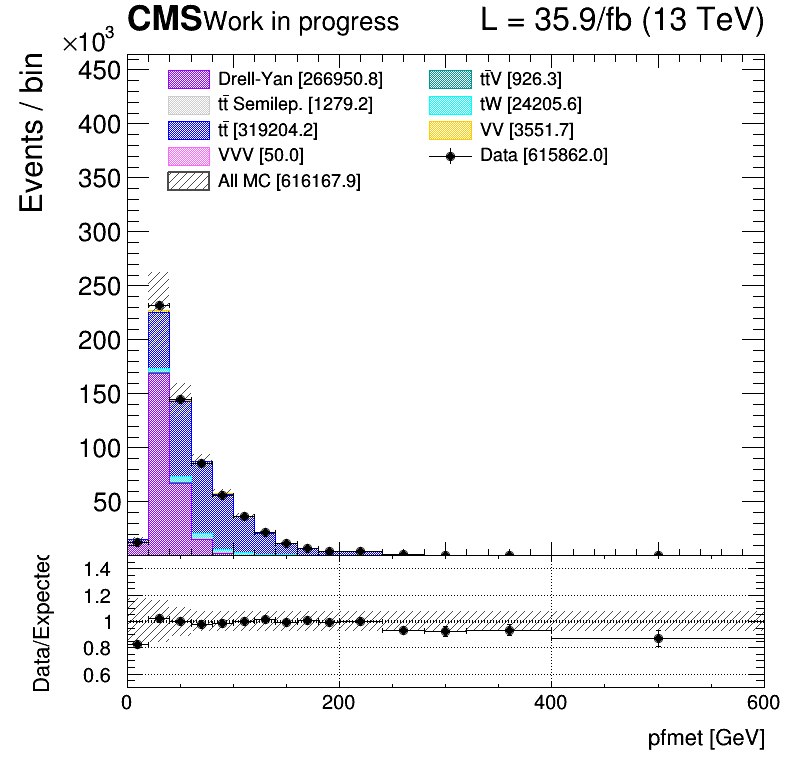 CMS Work in progress L = 35.9/fb (13 TeV)
×10³
Events / bin
450
400
350
300
250
200
150
100
50
Drell-Yan [266950.8]
tt̄ Semilep. [1279.2]
tt̄ [319204.2]
VVV [50.0]
All MC [616167.9]
tt̄V [926.3]
tW [24205.6]
VV [3551.7]
Data [615862.0]
Data/Expected
1.4
1.2
1
0.8
0.6
0 200 400 600
pfmet [GeV]